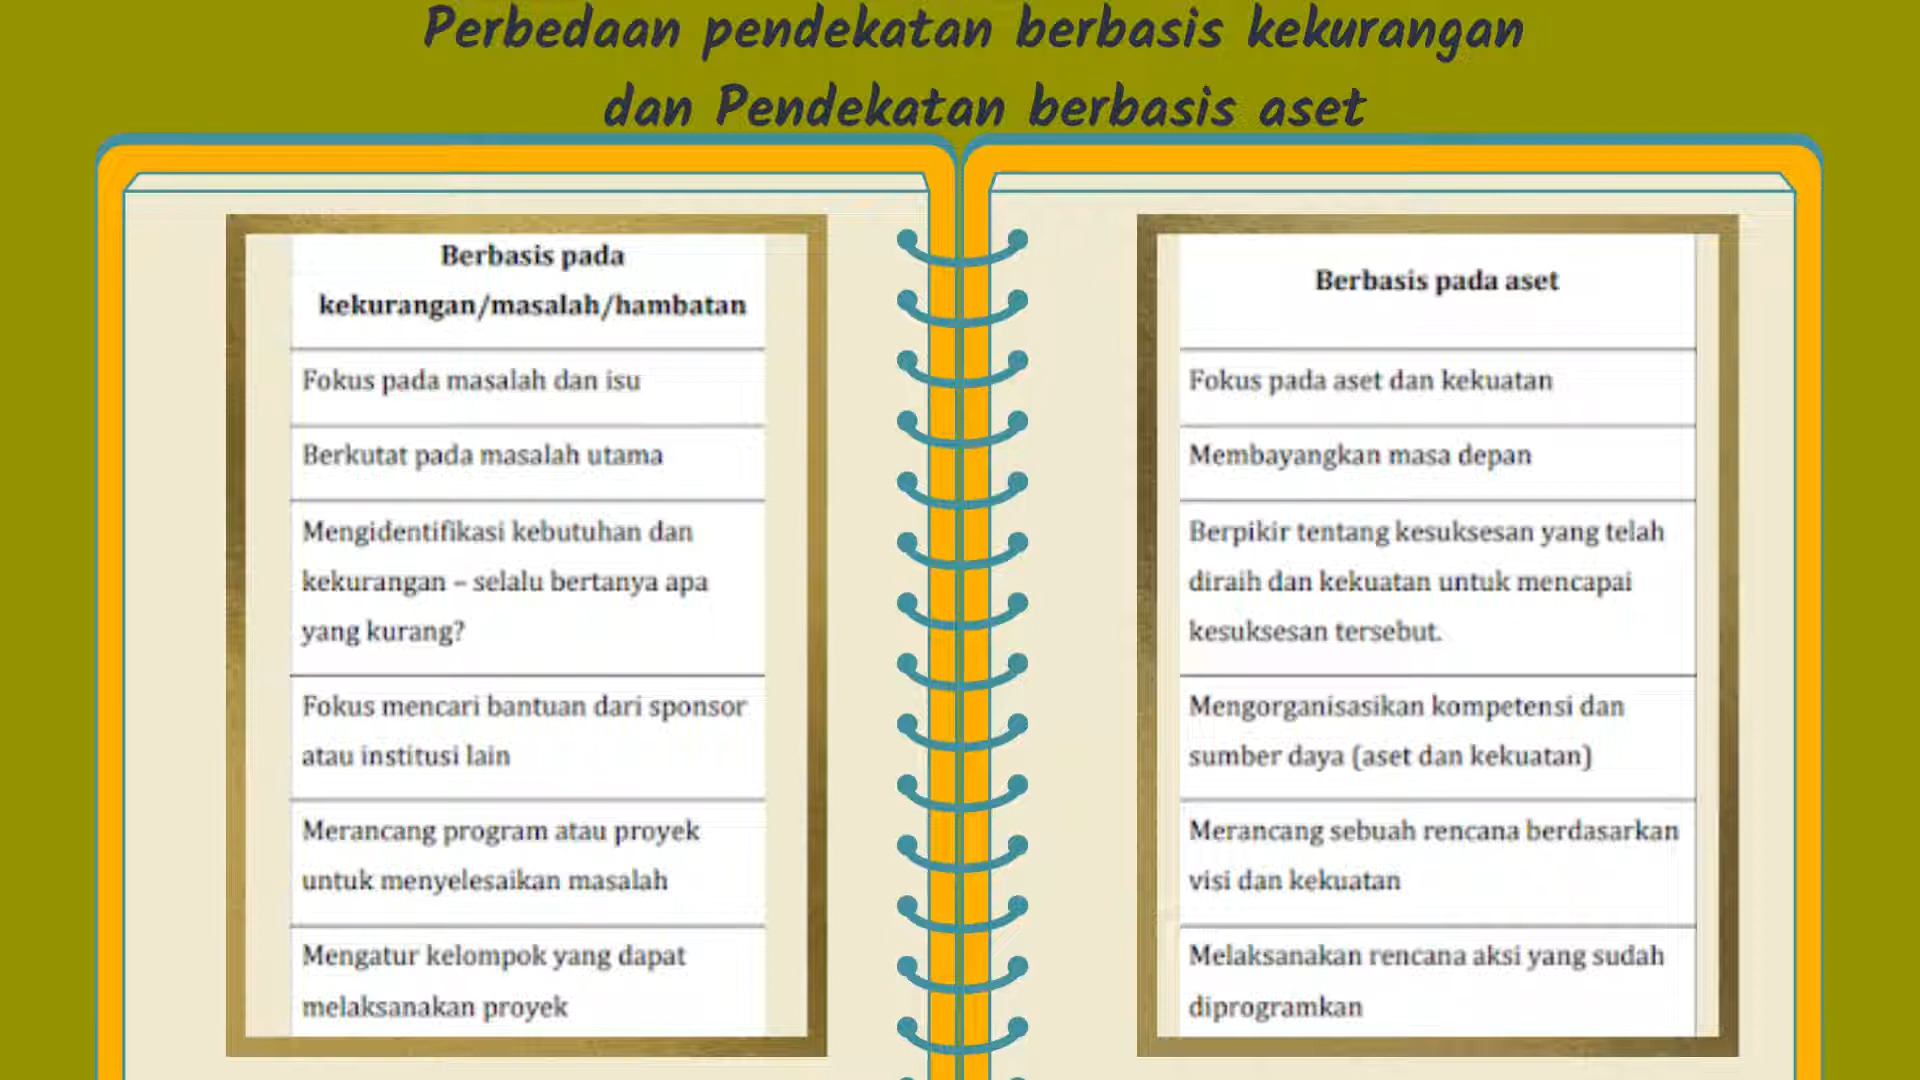 Perbedaan pendekatan berbasis kekurangan
dan Pendekatan berbasis aset
Berbasis pada
kekurangan/masalah/hambatan
Fokus pada masalah dan isu
Berkutat pada masalah utama
Mengidentifikasi kebutuhan dan
kekurangan – selalu bertanya apa
yang kurang?
Fokus mencari bantuan dari sponsor
atau institusi lain
Merancang program atau proyek
untuk menyelesaikan masalah
Mengatur kelompok yang dapat
melaksanakan proyek
Berbasis pada aset
Fokus pada aset dan kekuatan
Membayangkan masa depan
Berpikir tentang kesuksesan yang telah
diraih dan kekuatan untuk mencapai
kesuksesan tersebut.
Mengorganisasikan kompetensi dan
sumber daya (aset dan kekuatan)
Merancang sebuah rencana berdasarkan
visi dan kekuatan
Melaksanakan rencana aksi yang sudah
diprogramkan